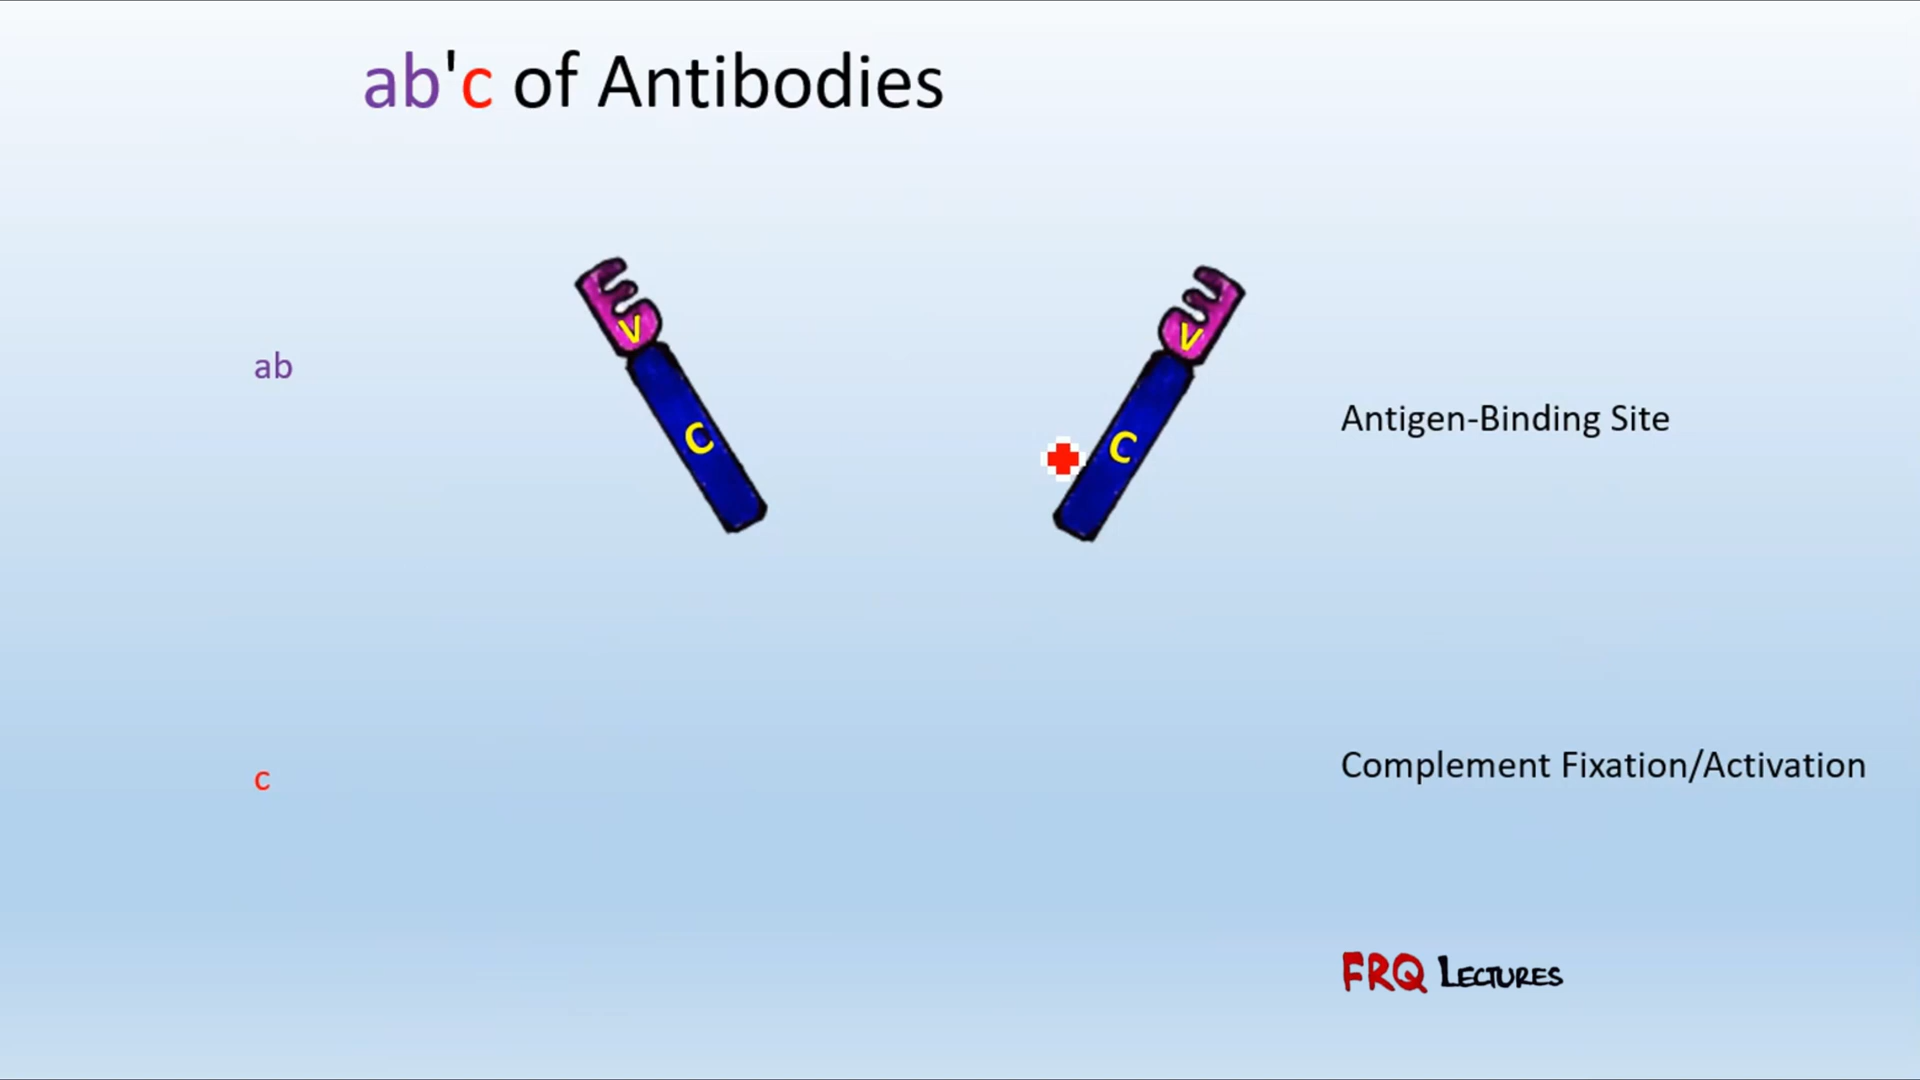 ab'c of Antibodies
V
V
ab
C
C
Antigen-Binding Site
c
Complement Fixation/Activation
FRQ LECTURES